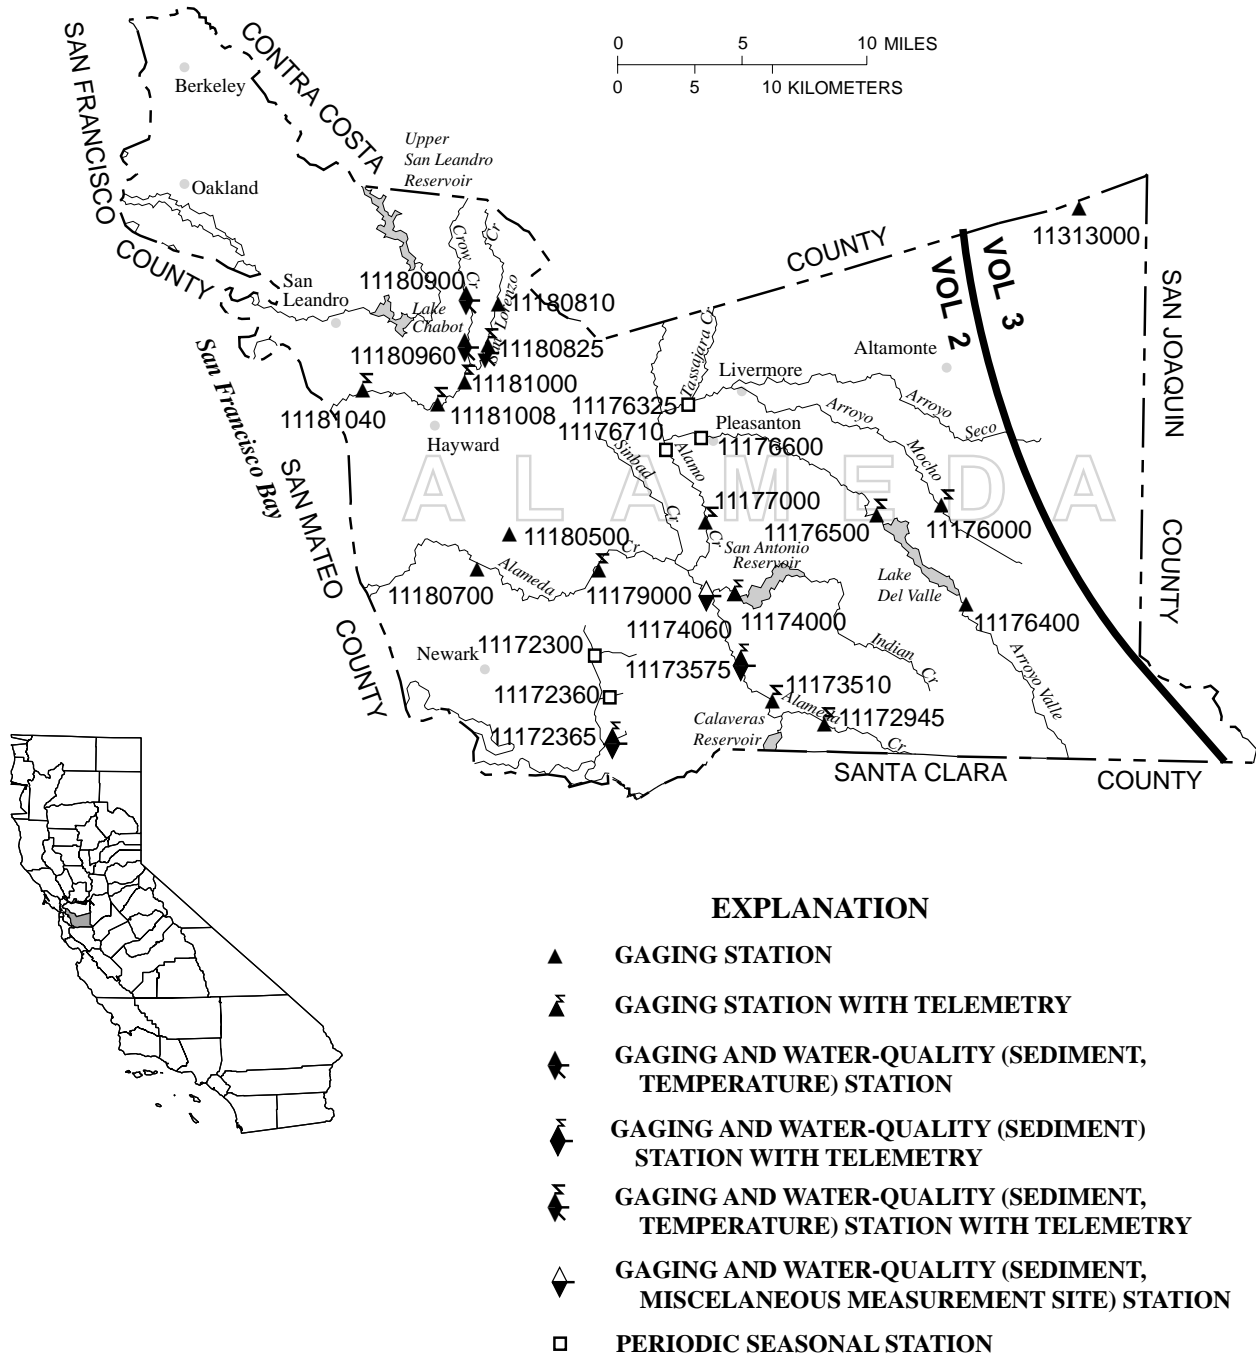 0 5 10 MILES
0 5 10 KILOMETERS
SAN FRANCISCO
COUNTY
CONTRA COSTA
COUNTY
Berkeley
Oakland
Upper
San Leandro
Reservoir
San
Leandro
Crow Cr
San Lorenzo Cr
Lake
Chabot
11180900
11180810
11180960
11180825
11181000
11181040
11181008
Hayward
San Francisco Bay
SAN MATEO COUNTY
11313000
VOL 2
VOL 3
SAN JOAQUIN
COUNTY
Altamonte
Livermore
Tassajara Cr
11176325
11176710
Pleasanton
11176600
Arroyo Seco
Arroyo Mocho
ALAMEDA
Sinbad Cr
Alamo Cr
11177000
11176500
11176000
11180500
San Antonio
Reservoir
Lake
Del Valle
Alameda Cr
11180700
11179000
11174060
11174000
11176400
Indian Cr
Arroyo Valle
Newark
11172300
11173575
11172360
11173510
11172365
Calaveras
Reservoir
Alameda Cr
11172945
SANTA CLARA COUNTY
EXPLANATION
GAGING STATION
GAGING STATION WITH TELEMETRY
GAGING AND WATER-QUALITY (SEDIMENT,
TEMPERATURE) STATION
GAGING AND WATER-QUALITY (SEDIMENT)
STATION WITH TELEMETRY
GAGING AND WATER-QUALITY (SEDIMENT,
TEMPERATURE) STATION WITH TELEMETRY
GAGING AND WATER-QUALITY (SEDIMENT,
MISCELANEOUS MEASUREMENT SITE) STATION
PERIODIC SEASONAL STATION